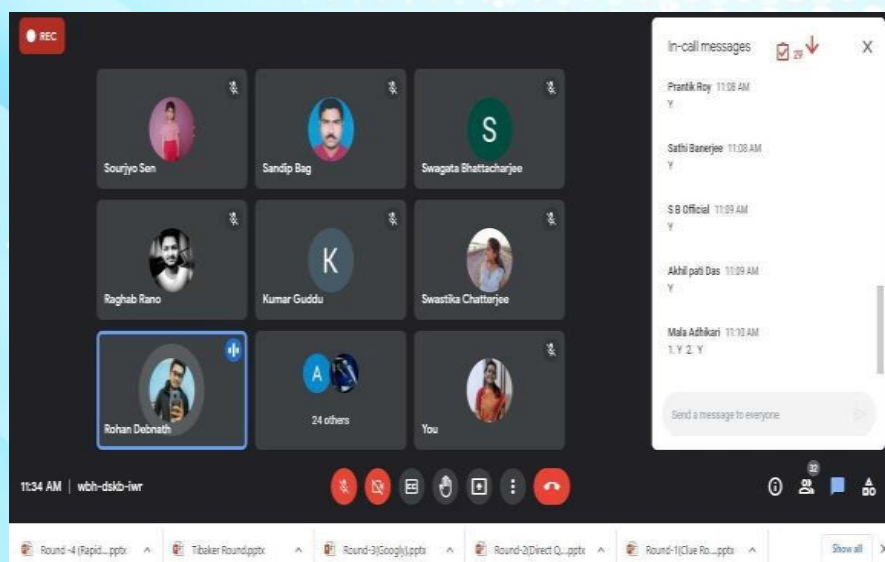 REC
Sourjyo Sen
Sandip Bag
S
Swagata Bhattacharjee
Raghab Rano
K
Kumar Guddu
Swastika Chatterjee
Rohan Debnath
A
24 others
You
In-call messages
29
X
Prantik Roy 11:08 AM
Y
Sathi Banerjee 11:08 AM
Y
S B Official 11:09 AM
Y
Akhil pati Das 11:09 AM
Y
Mala Adhikari 11:10 AM
1. Y 2. Y
Send a message to everyone
11:34 AM | wbh-dskb-iwr
32
Round -4 (Rapid....pptx
Tibaker Round.pptx
Round-3(Googly).pptx
Round-2(Direct Q....pptx
Round-1(Clue Ro....pptx
Show all